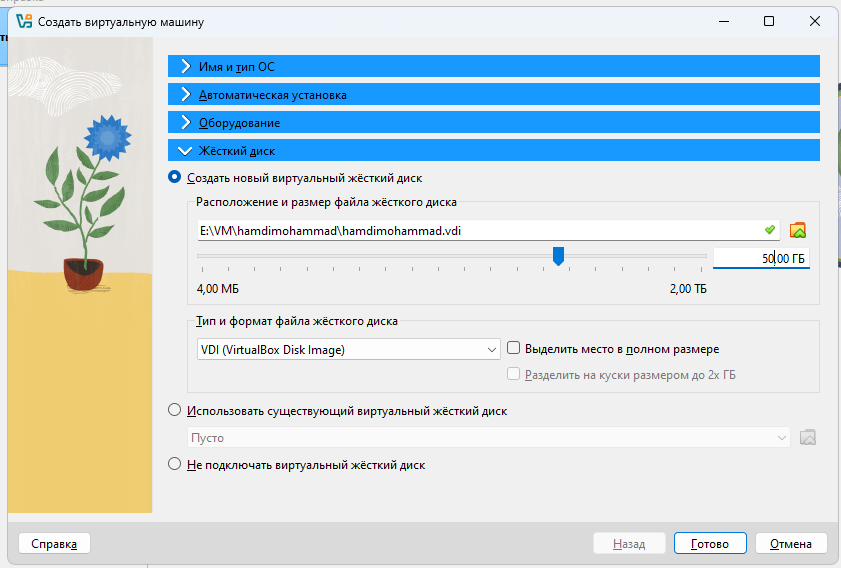 Создать виртуальную машину
Имя и тип ОС
Автоматическая установка
Оборудование
Жёсткий диск
Создать новый виртуальный жёсткий диск
Расположение и размер файла жёсткого диска
E:\VM\hamdimohammad\hamdimohammad.vdi
50,00 ГБ
4,00 МБ
2,00 ТБ
Тип и формат файла жёсткого диска
VDI (VirtualBox Disk Image)
Выделить место в полном размере
Разделить на куски размером до 2х ГБ
Использовать существующий виртуальный жёсткий диск
Пусто
Не подключать виртуальный жёсткий диск
Справка
Назад
Готово
Отмена